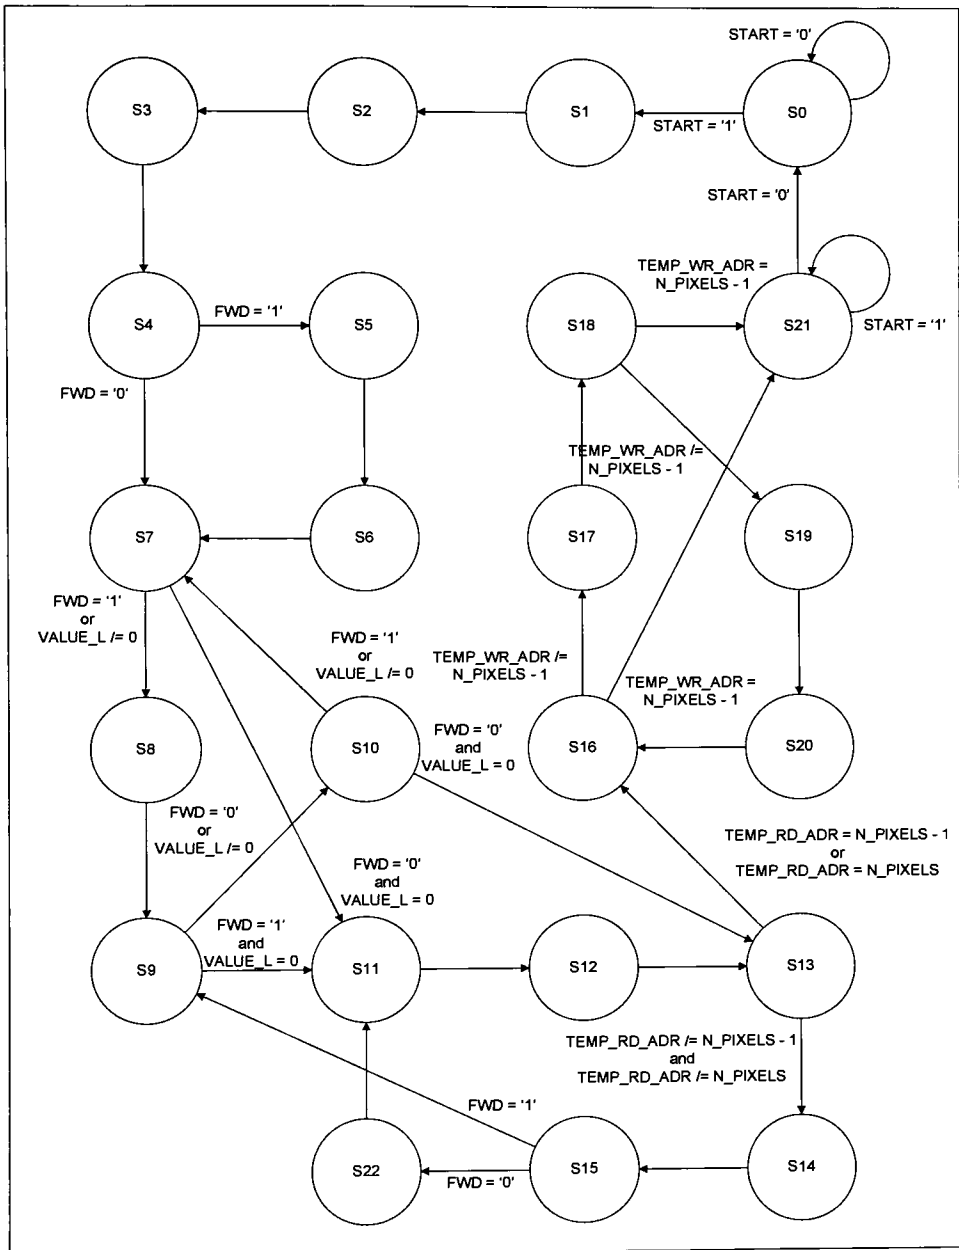 START = '0'
S3
S2
S1
S0
START = '1'
START = '0'
TEMP_WR_ADR =
N_PIXELS - 1
S4
FWD = '1'
S5
S18
S21
START = '1'
FWD = '0'
TEMP_WR_ADR /=
N_PIXELS - 1
S7
S6
S17
S19
FWD = '1'
or
VALUE_L /= 0
FWD = '1'
or
VALUE_L /= 0
TEMP_WR_ADR /=
N_PIXELS - 1
TEMP_WR_ADR =
N_PIXELS - 1
S8
S10
FWD = '0'
and
VALUE_L = 0
S16
S20
FWD = '0'
or
VALUE_L /= 0
TEMP_RD_ADR = N_PIXELS - 1
or
TEMP_RD_ADR = N_PIXELS
FWD = '0'
and
VALUE_L = 0
FWD = '1'
and
VALUE_L = 0
S9
S11
S12
S13
TEMP_RD_ADR /= N_PIXELS - 1
and
TEMP_RD_ADR /= N_PIXELS
FWD = '1'
S22
FWD = '0'
S15
S14